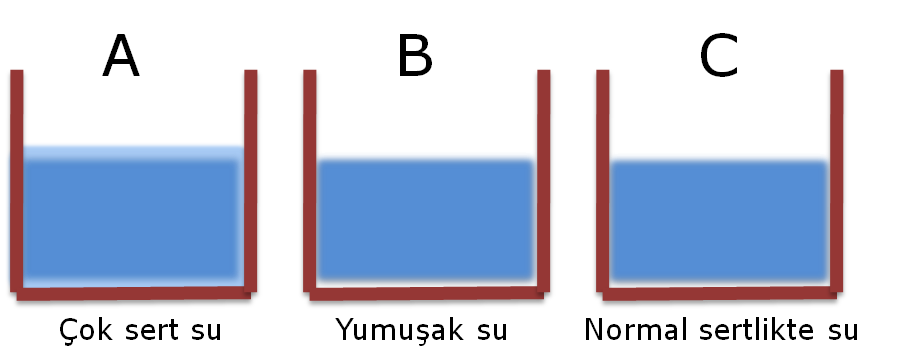 A B C
Çok sert su Yumuşak su Normal sertlikte su